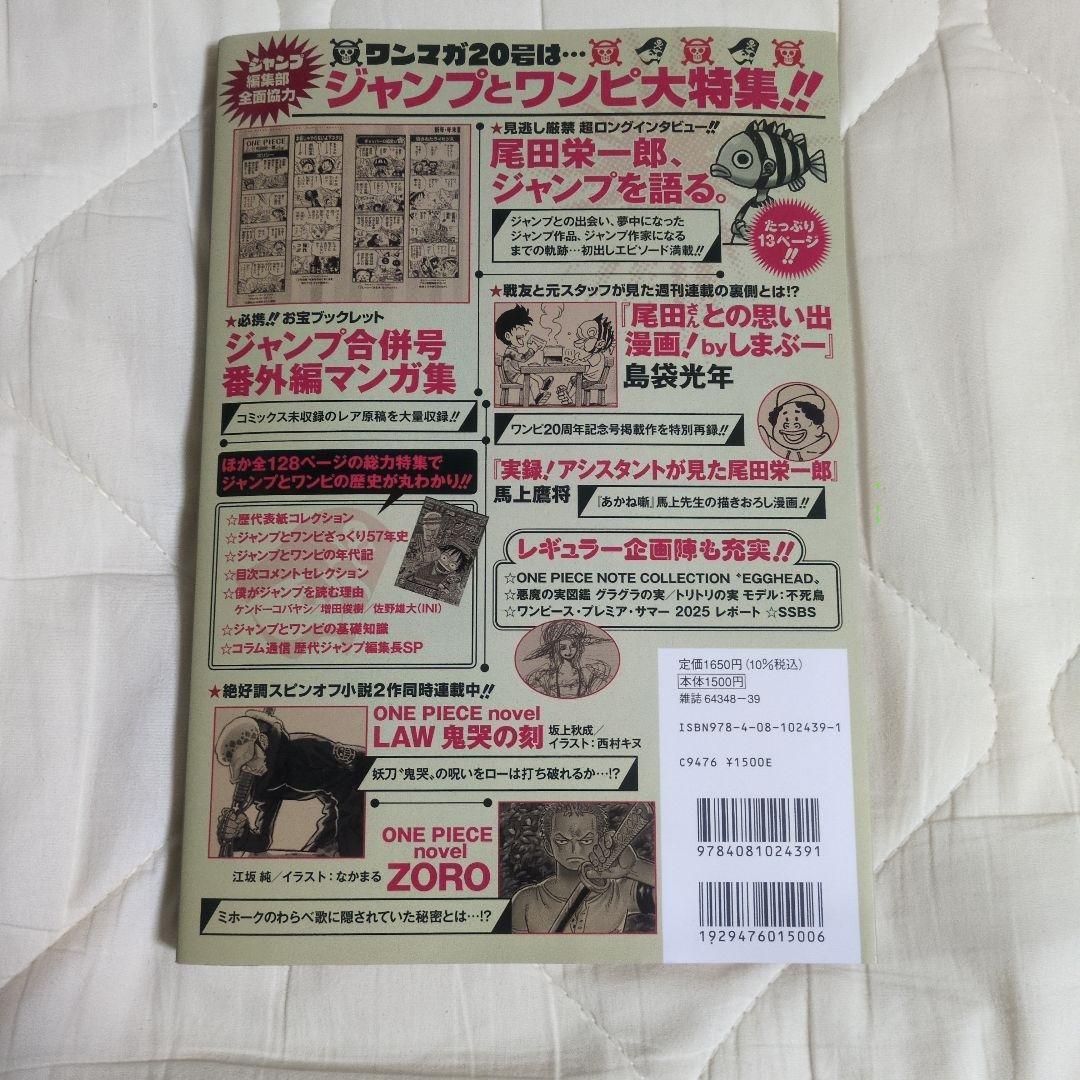 ジャンプ
編集部
全面協力
ワンマガ20号は…
ジャンプとワンピ大特集!!
ONE PIECE
★必携!! お宝ブックレット
ジャンプ合併号
番外編マンガ集
コミックス未収録のレア原稿を大量収録!!
★見逃し厳禁 超ロングインタビュー!!
尾田栄一郎、
ジャンプを語る。
ジャンプとの出会い、夢中になった
ジャンプ作品、ジャンプ作家になる
までの軌跡…初出しエピソード満載!!
たっぷり
13ページ
!!
★戦友と元スタッフが見た週刊連載の裏側とは!?
『尾田さんとの思い出
漫画! byしまぶー』
島袋光年
ワンピ20周年記念号掲載作を特別再録!!
『実録! アシスタントが見た尾田栄一郎』
馬上鷹将
『あかね噺』馬上先生の描きおろし漫画!!
ほか全128ページの総力特集で
ジャンプとワンピの歴史が丸わかり!!
☆歴代表紙コレクション
☆ジャンプとワンピざっくり57年史
☆ジャンプとワンピの年代記
☆目次コメントセレクション
☆僕がジャンプを読む理由
ケンドーコバヤシ/増田俊樹/佐野雄大(INI)
☆ジャンプとワンピの基礎知識
☆コラム通信 歴代ジャンプ編集長SP
レギュラー企画陣も充実!!
☆ONE PIECE NOTE COLLECTION〝EGGHEAD〟
☆悪魔の実図鑑 グラグラの実/トリトリの実 モデル:不死鳥
☆ワンピース・プレミア・サマー 2025 レポート ☆SSBS
★絶好調スピンオフ小説2作同時連載中!!
ONE PIECE novel
LAW 鬼哭の刻
坂上秋成/
イラスト:西村キヌ
妖刀〝鬼哭〟の呪いをローは打ち破れるか…!?
ONE PIECE
novel
ZORO
江坂 純/イラスト:なかまる
ミホークのわらべ歌に隠されていた秘密とは…!?
定価1650円(10%税込)
本体1500円
雑誌 64348-39
ISBN978-4-08-102439-1
C9476 ¥1500E
9784081024391
1929476015006